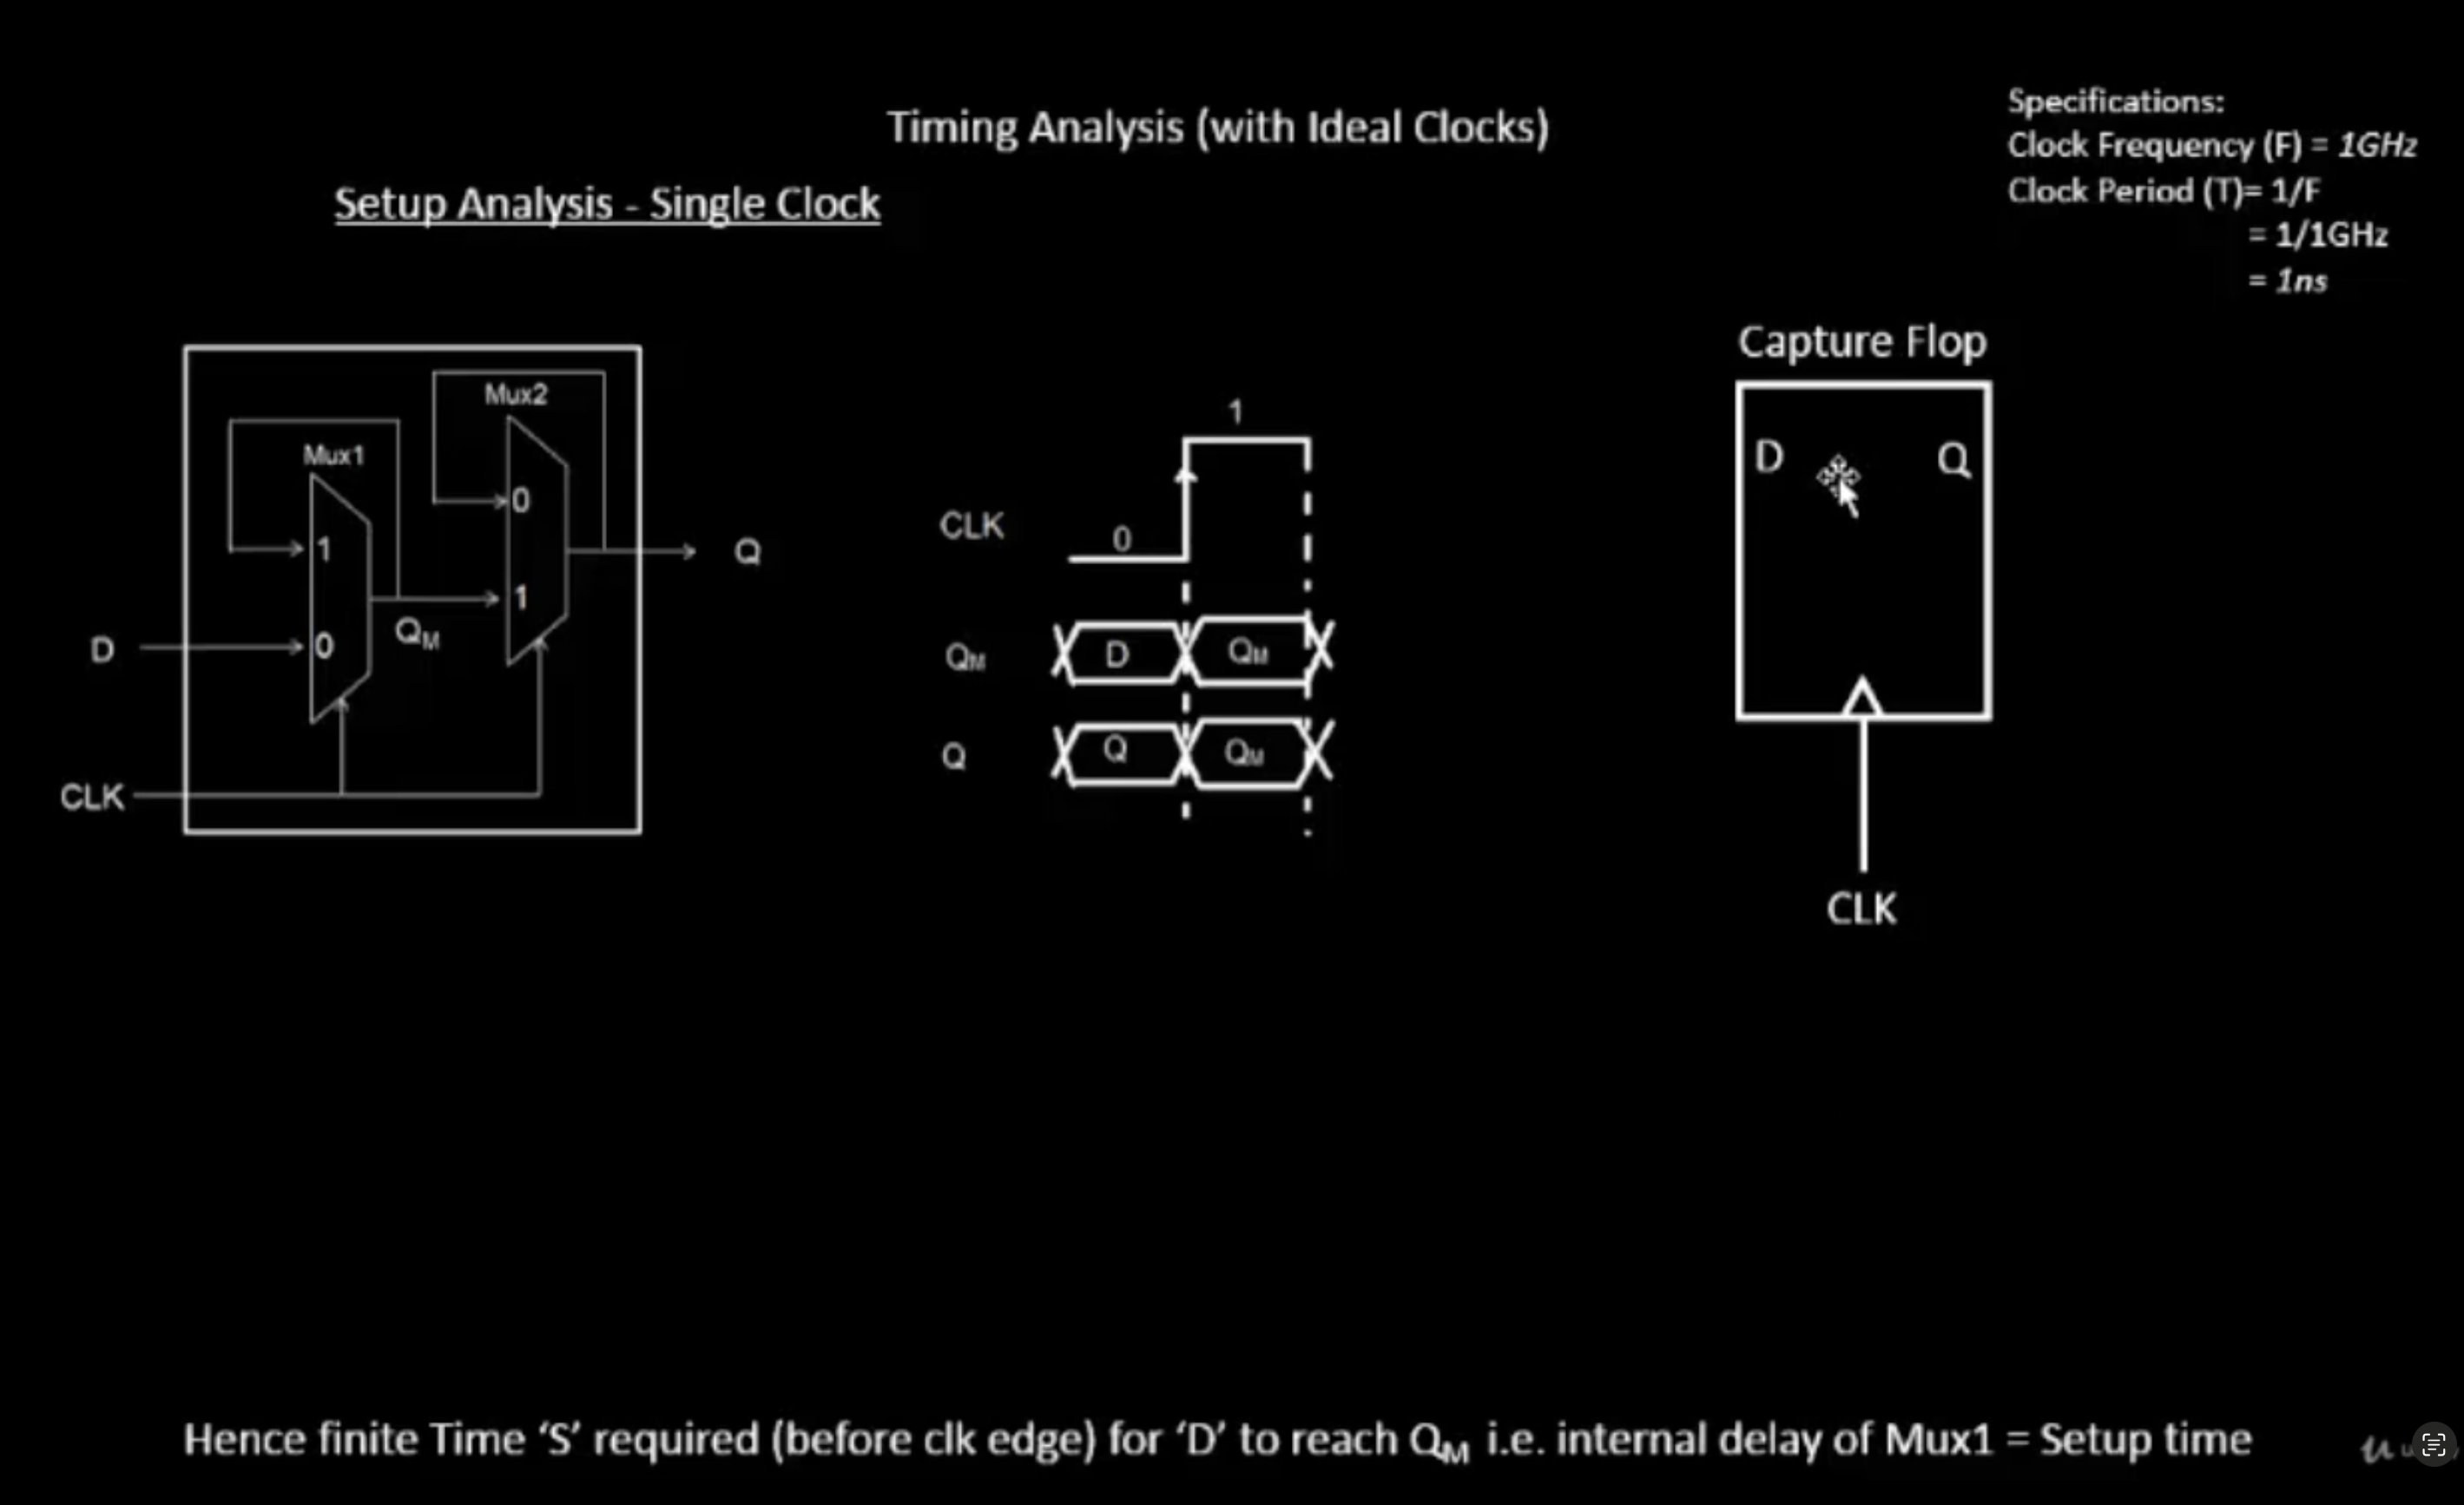 Timing Analysis (with Ideal Clocks)
Specifications:
Clock Frequency (F) = 1GHz
Clock Period (T)= 1/F
= 1/1GHz
= 1ns
Setup Analysis - Single Clock
Mux2
0
1
Mux1
1
0
Q_M
D
CLK
Q
1
CLK
0
Q_M
D
Q_M
Q
Q
Q_M
Capture Flop
D
Q
CLK
Hence finite Time ‘S’ required (before clk edge) for ‘D’ to reach Q_M i.e. internal delay of Mux1 = Setup time